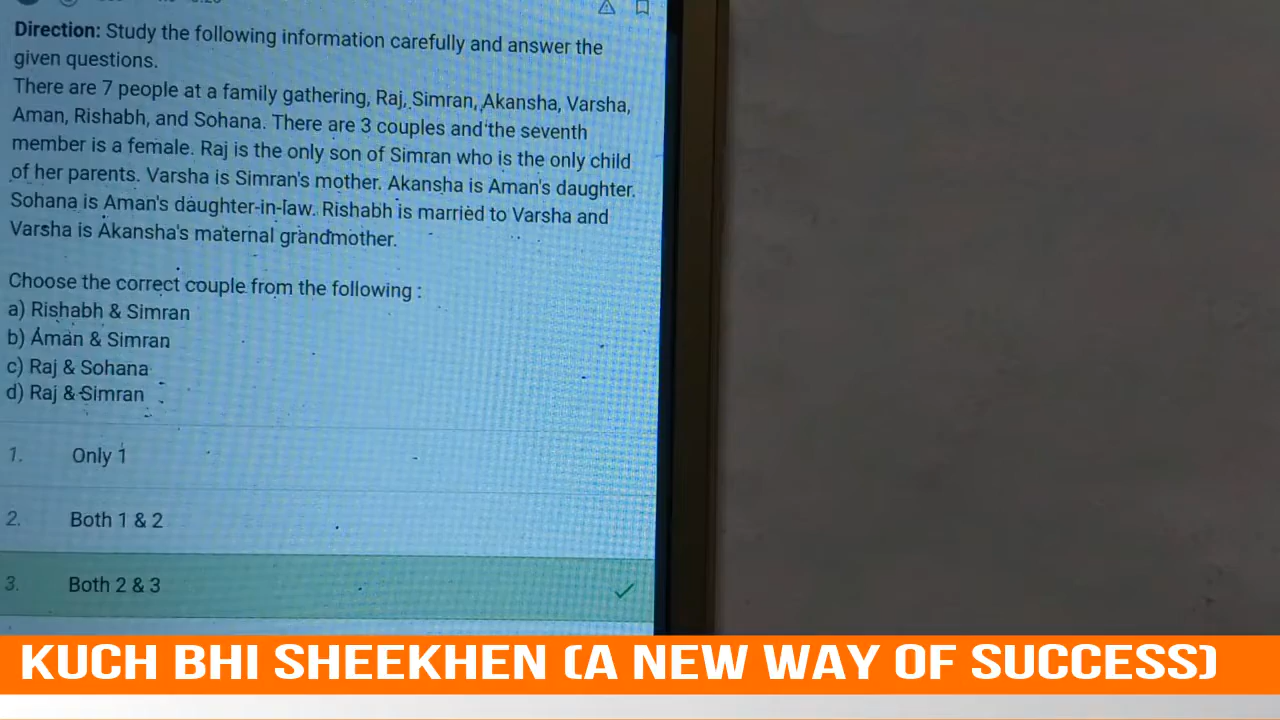 Direction: Study the following information carefully and answer the
given questions.
There are 7 people at a family gathering, Raj, Simran, Akansha, Varsha,
Aman, Rishabh, and Sohana. There are 3 couples and the seventh
member is a female. Raj is the only son of Simran who is the only child
of her parents. Varsha is Simran's mother. Akansha is Aman's daughter.
Sohana is Aman's daughter-in-law. Rishabh is married to Varsha and
Varsha is Akansha's maternal grandmother.
Choose the correct couple from the following :
a) Rishabh & Simran
b) Aman & Simran
c) Raj & Sohana
d) Raj & Simran
1. Only 1
2. Both 1 & 2
3. Both 2 & 3
KUCH BHI SHEEKHEN (A NEW WAY OF SUCCESS)